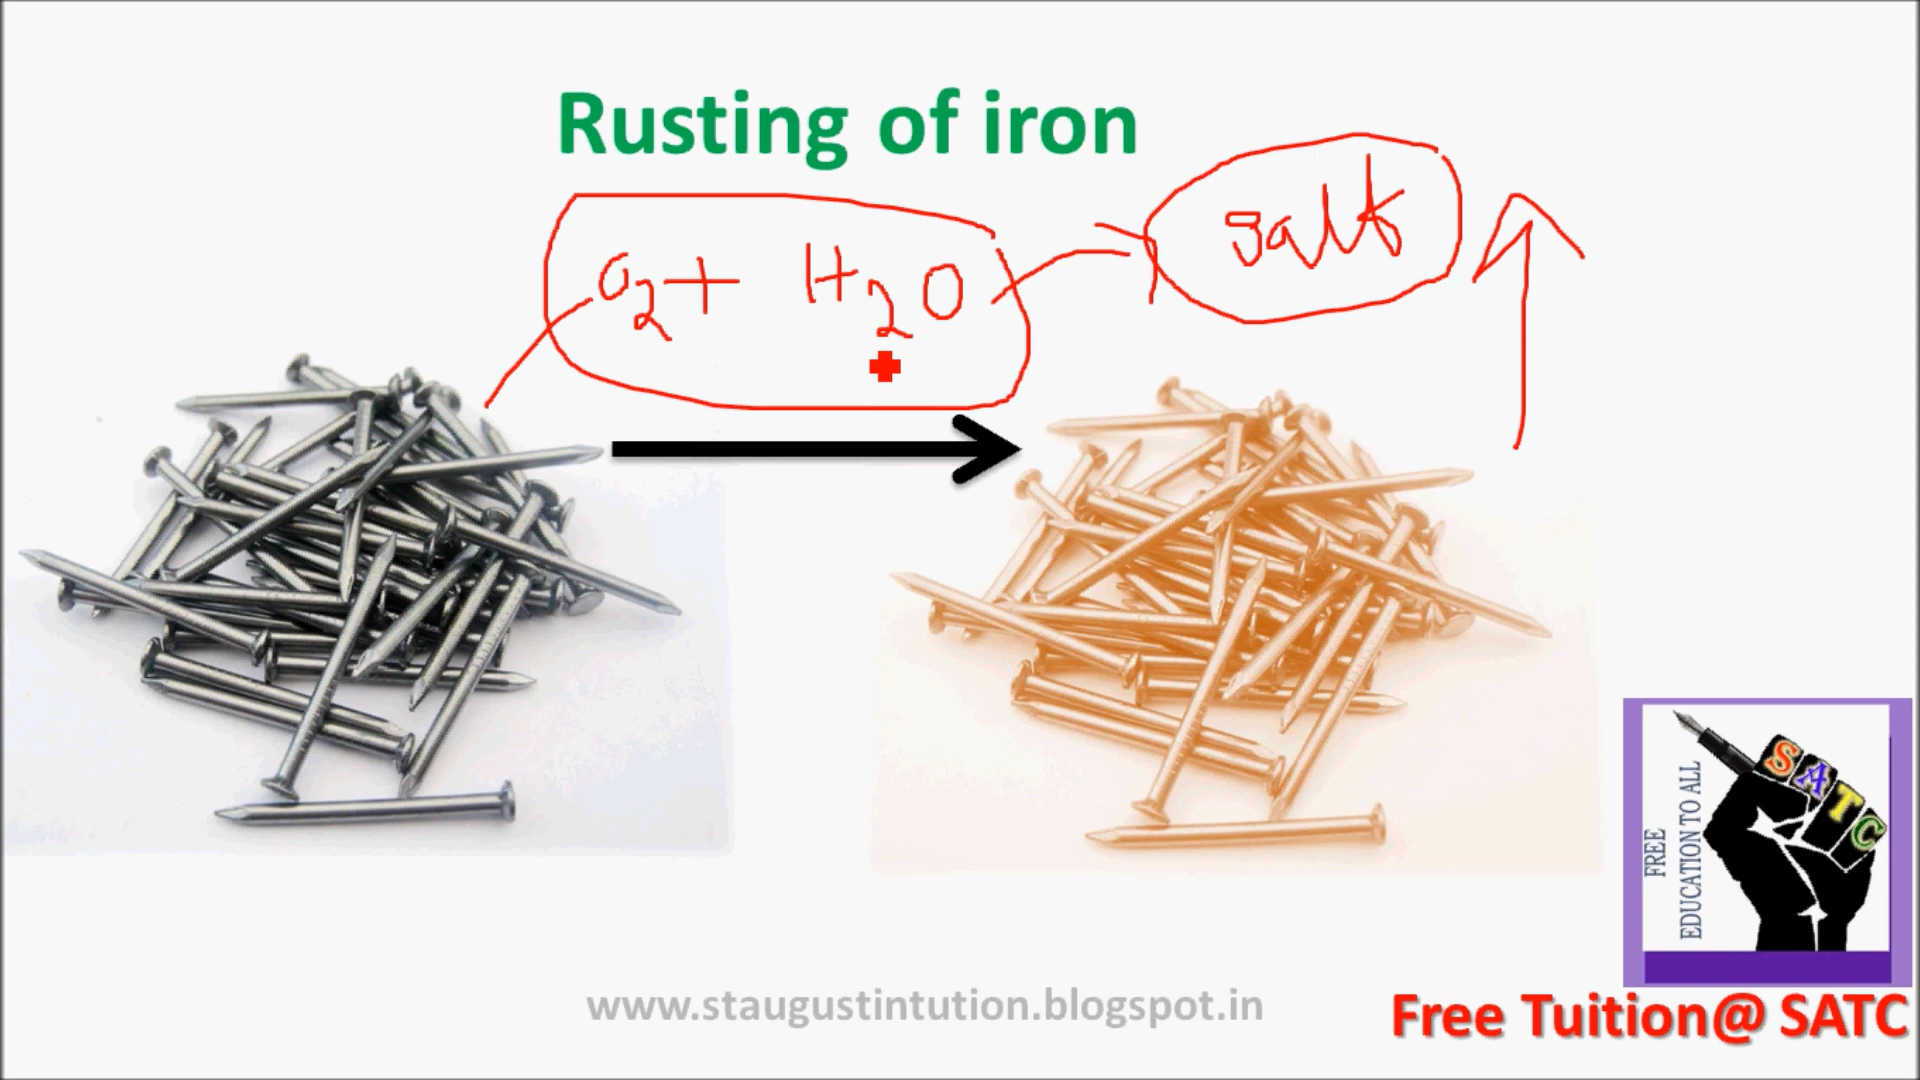 Rusting of iron
O2 + H2O
salt
SATC
FREE
EDUCATION TO ALL
www.staugustintution.blogspot.in
Free Tuition@ SATC